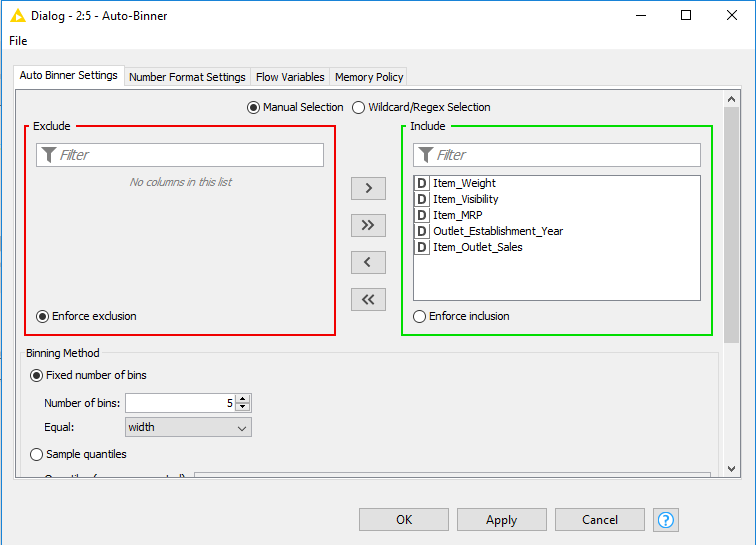 Dialog - 2:5 - Auto-Binner
File
Auto Binner Settings Number Format Settings Flow Variables Memory Policy
Manual Selection Wildcard/Regex Selection
Exclude Include
Filter Filter
No columns in this list
D Item_Weight
D Item_Visibility
D Item_MRP
D Outlet_Establishment_Year
D Item_Outlet_Sales
Enforce exclusion Enforce inclusion
Binning Method
Fixed number of bins
Number of bins: 5
Equal: width
Sample quantiles
OK Apply Cancel ?